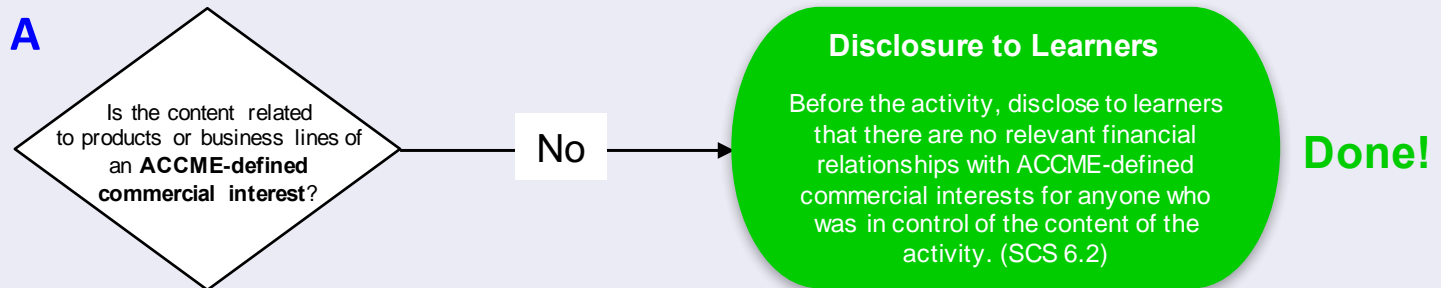 A
Is the content related
to products or business lines of
an ACCME-defined
commercial interest?
No
Disclosure to Learners
Before the activity, disclose to learners
that there are no relevant financial
relationships with ACCME-defined
commercial interests for anyone who
was in control of the content of the
activity. (SCS 6.2)
Done!